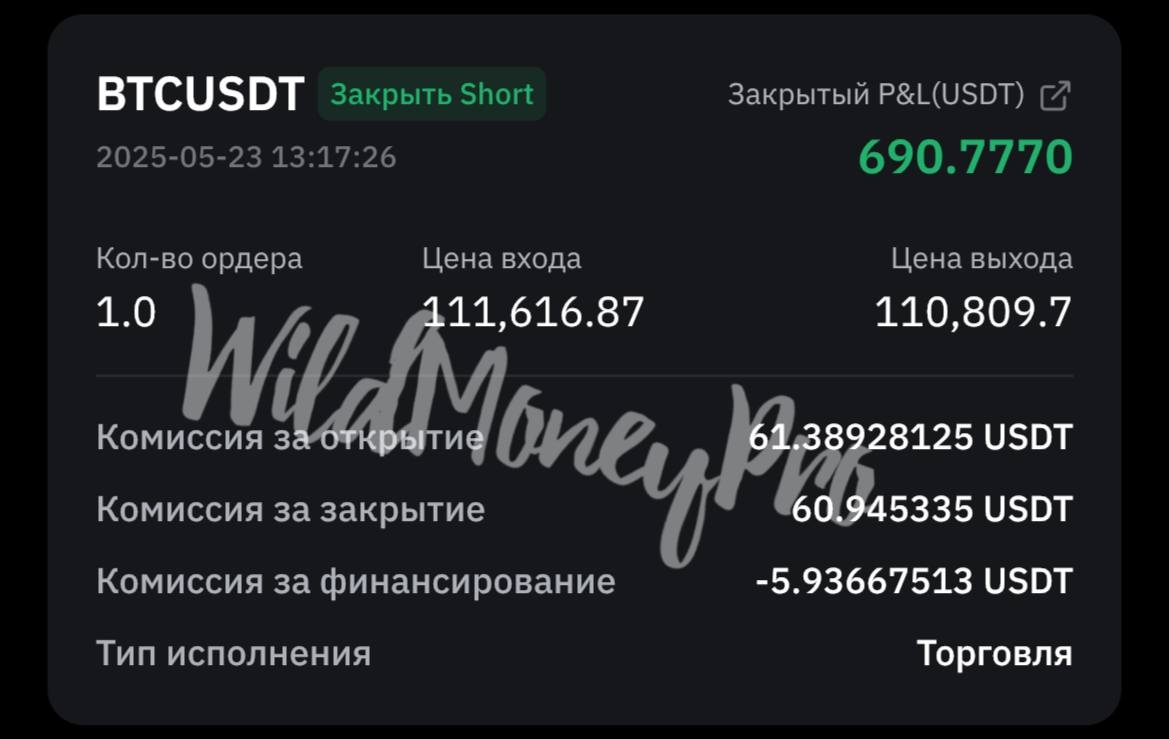 BTCUSDT Закрыть Short Закрытый P&L(USDT)
2025-05-23 13:17:26 690.7770
Кол-во ордера Цена входа Цена выхода
1.0 111,616.87 110,809.7
WildMoneyPro
Комиссия за открытие 61.38928125 USDT
Комиссия за закрытие 60.945335 USDT
Комиссия за финансирование -5.93667513 USDT
Тип исполнения Торговля